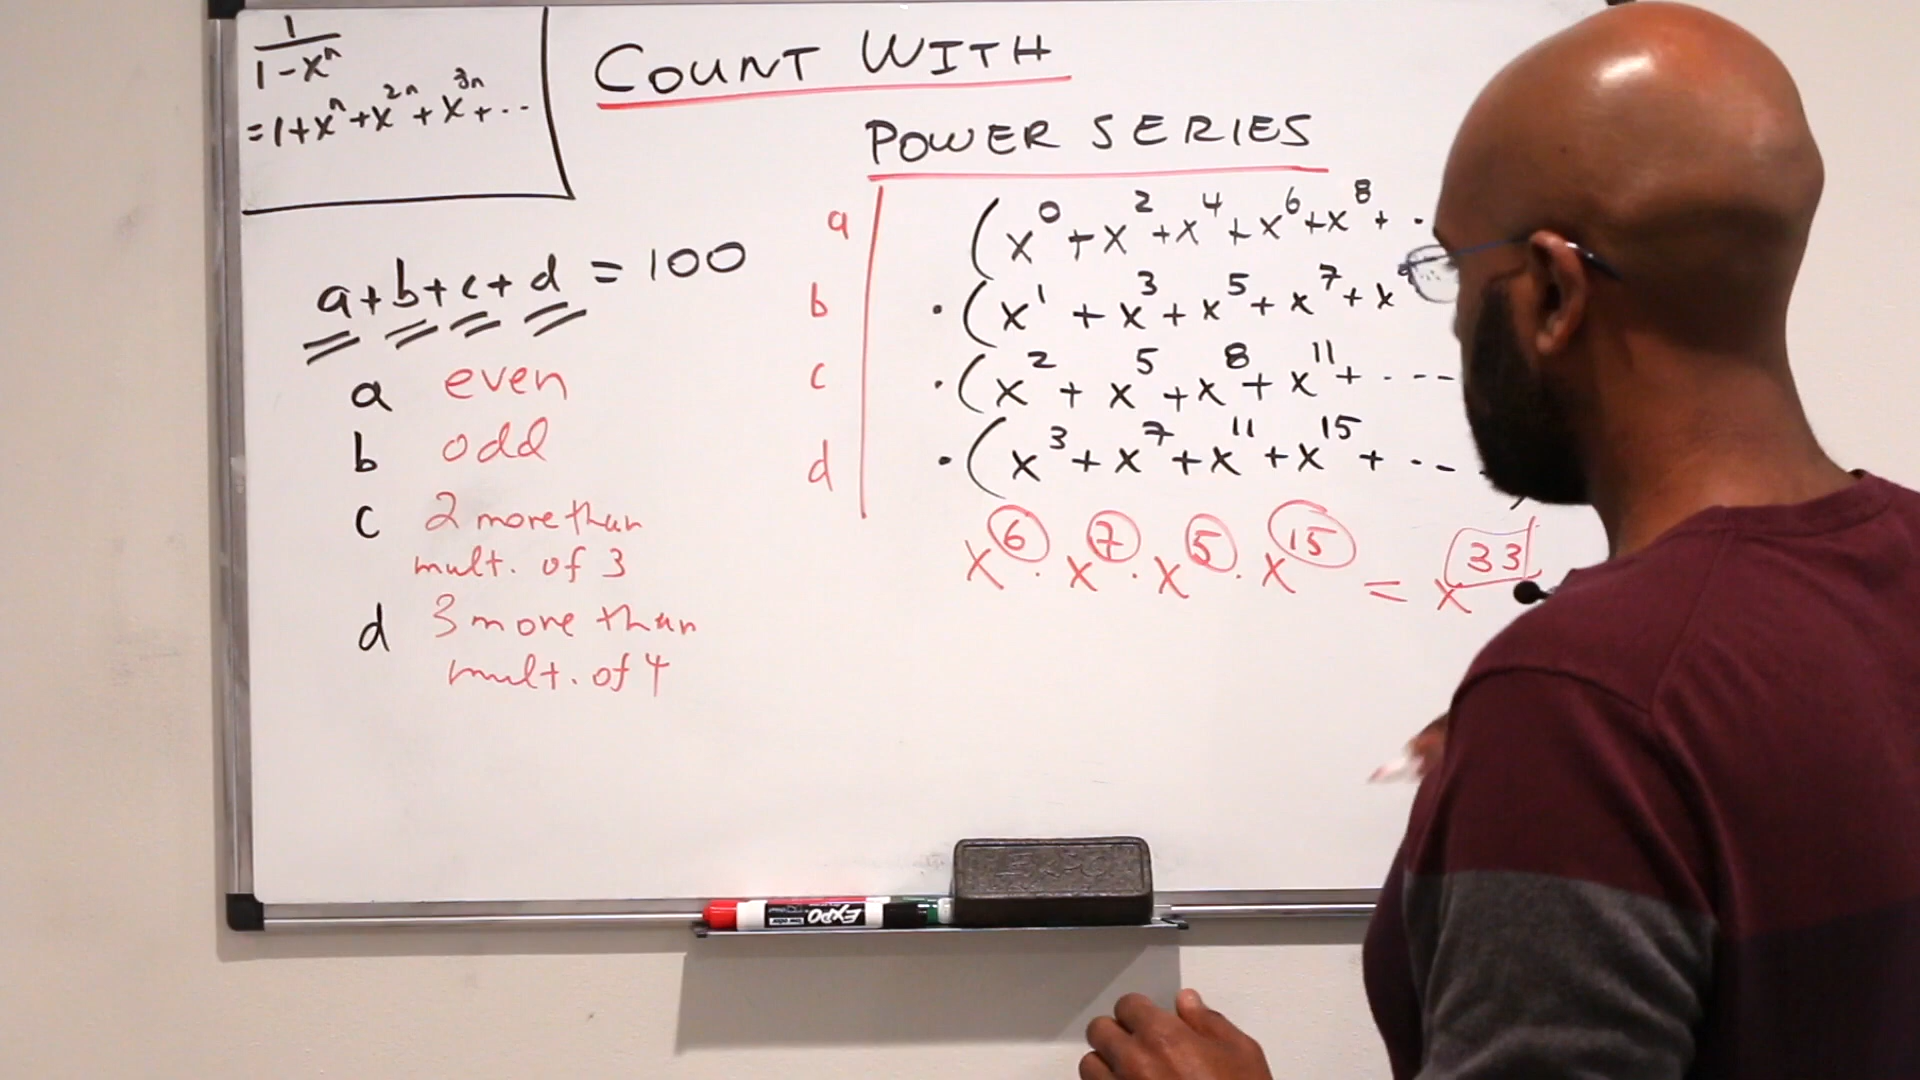 1
1-xⁿ
=1+xⁿ+x²ⁿ+x³ⁿ+...
COUNT WITH
POWER SERIES
a+b+c+d=100
a even
b odd
c 2 more than
mult. of 3
d 3 more than
mult. of 4
a (x⁰+x²+x⁴+x⁶+x⁸+
b ·(x¹+x³+x⁵+x⁷+x
c ·(x²+x⁵+x⁸+x¹¹+----
d ·(x³+x⁷+x¹¹+x¹⁵+
x⁶·x⁷·x⁵·x¹⁵=x³³
EXPO
EXPO